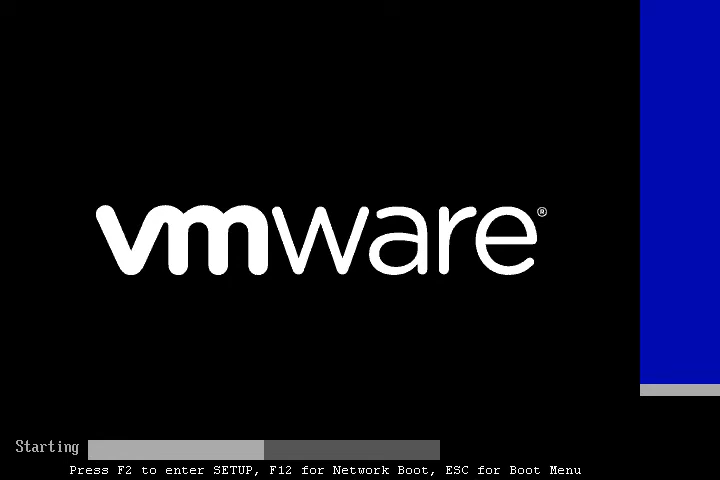 vmware®
Starting
Press F2 to enter SETUP, F12 for Network Boot, ESC for Boot Menu